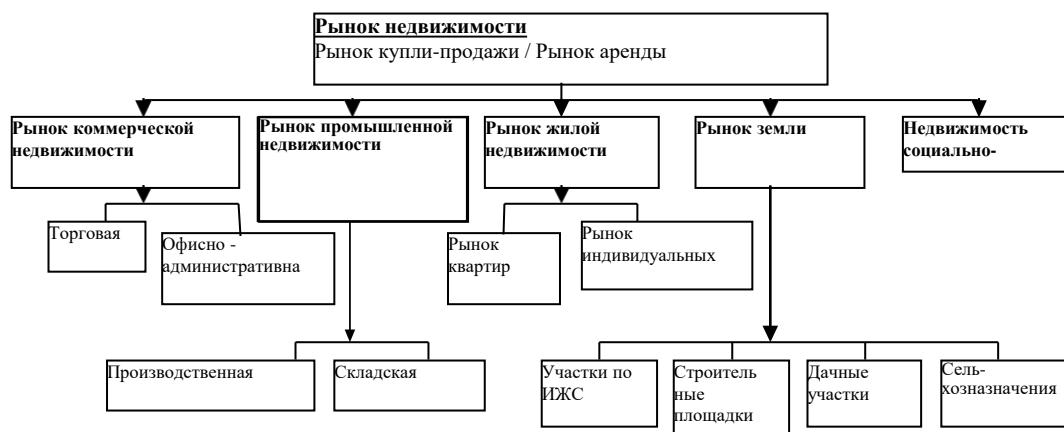 Рынок недвижимости
Рынок купли-продажи / Рынок аренды
Рынок коммерческой
недвижимости
Рынок промышленной
недвижимости
Рынок жилой
недвижимости
Рынок земли
Недвижимость
социально-
Торговая
Офисно -
административна
Рынок
квартир
Рынок
индивидуальных
Производственная
Складская
Участки по
ИЖС
Строитель
ные
площадки
Дачные
участки
Сель-
хозназначения